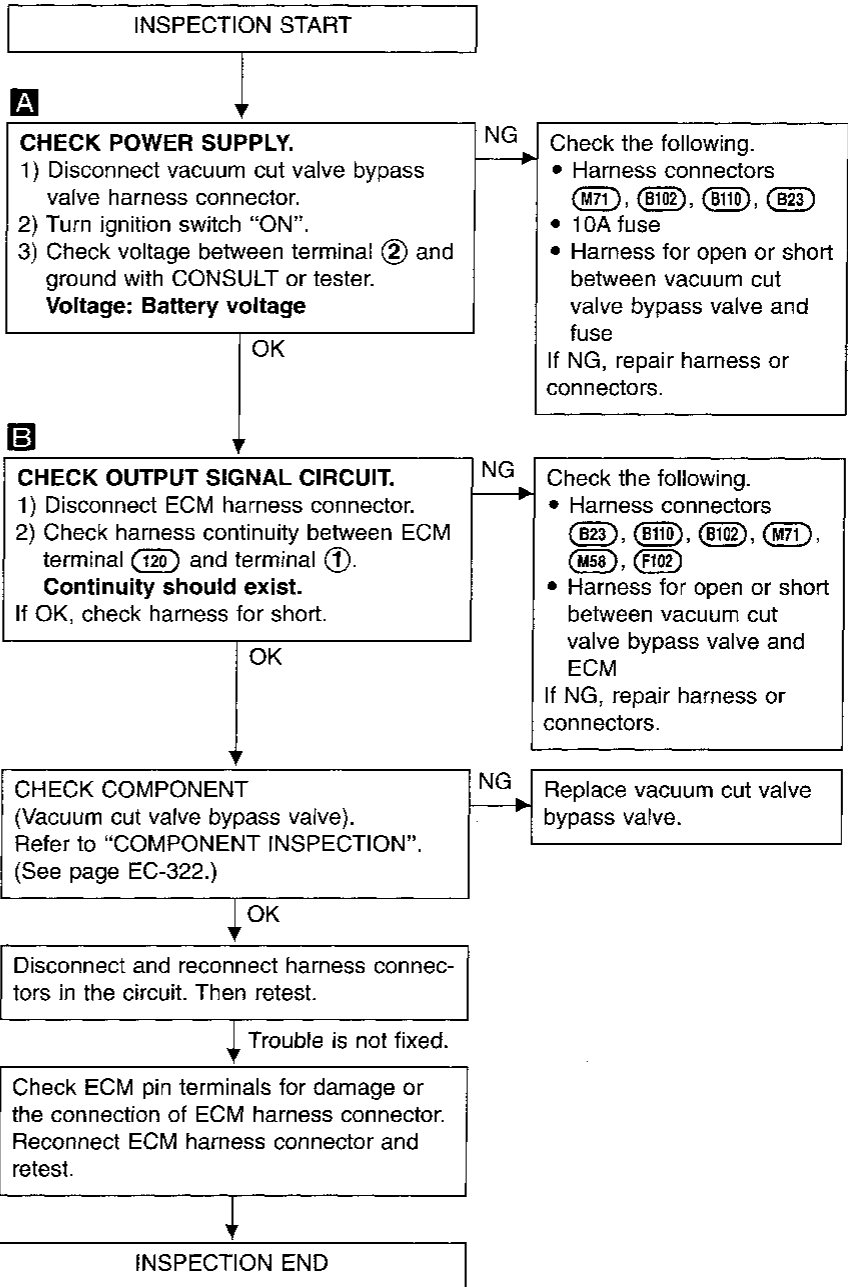 INSPECTION START
A
CHECK POWER SUPPLY.
1) Disconnect vacuum cut valve bypass
valve harness connector.
2) Turn ignition switch “ON”.
3) Check voltage between terminal ② and
ground with CONSULT or tester.
Voltage: Battery voltage
NG
Check the following.
• Harness connectors
M71, B102, B110, B23
• 10A fuse
• Harness for open or short
between vacuum cut
valve bypass valve and
fuse
If NG, repair harness or
connectors.
OK
B
CHECK OUTPUT SIGNAL CIRCUIT.
1) Disconnect ECM harness connector.
2) Check harness continuity between ECM
terminal 120 and terminal ①.
Continuity should exist.
If OK, check harness for short.
NG
Check the following.
• Harness connectors
B23, B110, B102, M71,
M58, F102
• Harness for open or short
between vacuum cut
valve bypass valve and
ECM
If NG, repair harness or
connectors.
OK
CHECK COMPONENT
(Vacuum cut valve bypass valve).
Refer to “COMPONENT INSPECTION”.
(See page EC-322.)
NG
Replace vacuum cut valve
bypass valve.
OK
Disconnect and reconnect harness connec-
tors in the circuit. Then retest.
Trouble is not fixed.
Check ECM pin terminals for damage or
the connection of ECM harness connector.
Reconnect ECM harness connector and
retest.
INSPECTION END